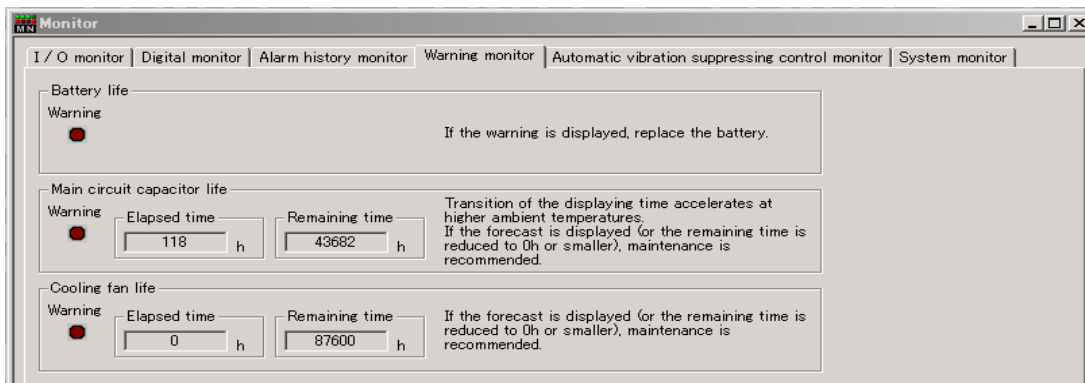 MN Monitor
I / O monitor Digital monitor Alarm history monitor Warning monitor Automatic vibration suppressing control monitor System monitor
Battery life
Warning
If the warning is displayed, replace the battery.
Main circuit capacitor life
Warning Elapsed time Remaining time
118 h 43682 h
Transition of the displaying time accelerates at
higher ambient temperatures.
If the forecast is displayed (or the remaining time is
reduced to 0h or smaller), maintenance is
recommended.
Cooling fan life
Warning Elapsed time Remaining time
0 h 87600 h
If the forecast is displayed (or the remaining time is
reduced to 0h or smaller), maintenance is
recommended.